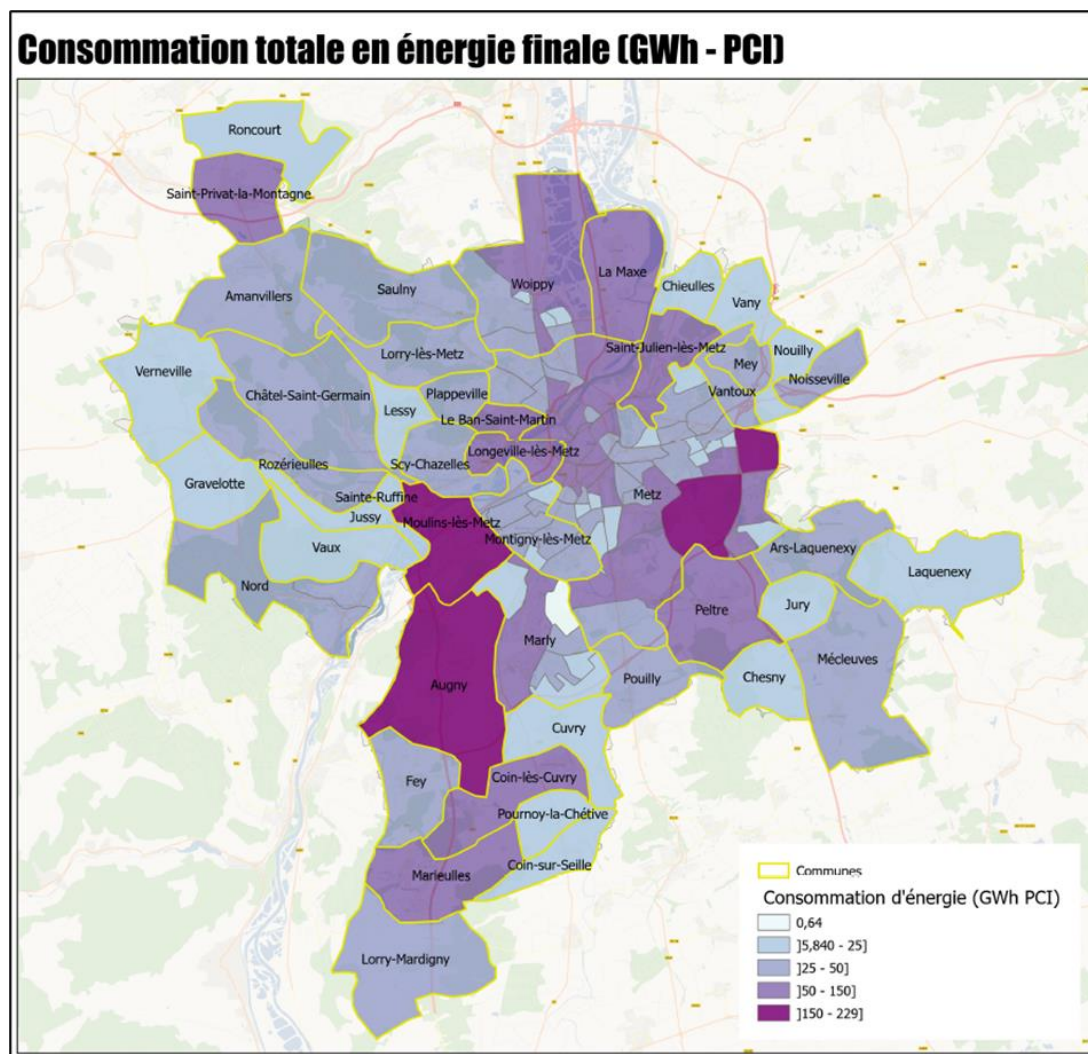 Consommation totale en énergie finale (GWh - PCI)
Roncourt
Saint-Privat-la-Montagne
Woippy
La Maxe
Chieulles
Amanvillers
Saulny
Vany
Lorry-lès-Metz
Saint-Julien-lès-Metz
Nouilly
Mey
Verneville
Noisseville
Châtel-Saint-Germain
Plappeville
Vantoux
Lessy
Le Ban-Saint-Martin
Longeville-lès-Metz
Rozérieulles
Scy-Chazelles
Metz
Gravelotte
Sainte-Ruffine
Jussy
Moulins-lès-Metz
Montigny-lès-Metz
Vaux
Ars-Laquenexy
Laquenexy
Nord
Peltre
Jury
Marly
Mécleuves
Augny
Pouilly
Chesny
Cuvry
Fey
Coin-lès-Cuvry
Pournoy-la-Chétive
Coin-sur-Seille
Marieulles
Lorry-Mardigny
Communes
Consommation d'énergie (GWh PCI)
0,64
]5,840 - 25]
]25 - 50]
]50 - 150]
]150 - 229]